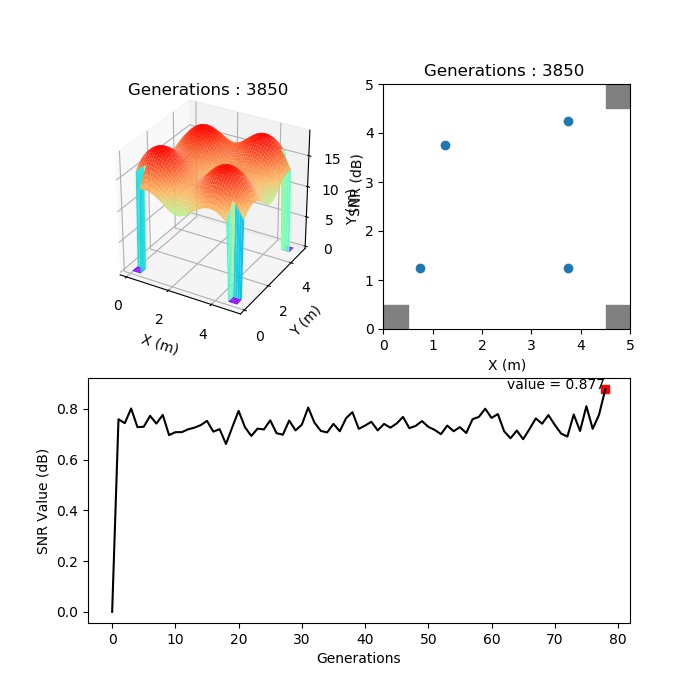 Generations : 3850
15
10
5
0
SNR (dB)
0
2
4
X (m)
0
2
4
Y (m)
Generations : 3850
5
4
3
2
1
0
Y (m)
0 1 2 3 4 5
X (m)
value = 0.877
0.8
0.6
0.4
0.2
0.0
SNR Value (dB)
0 10 20 30 40 50 60 70 80
Generations